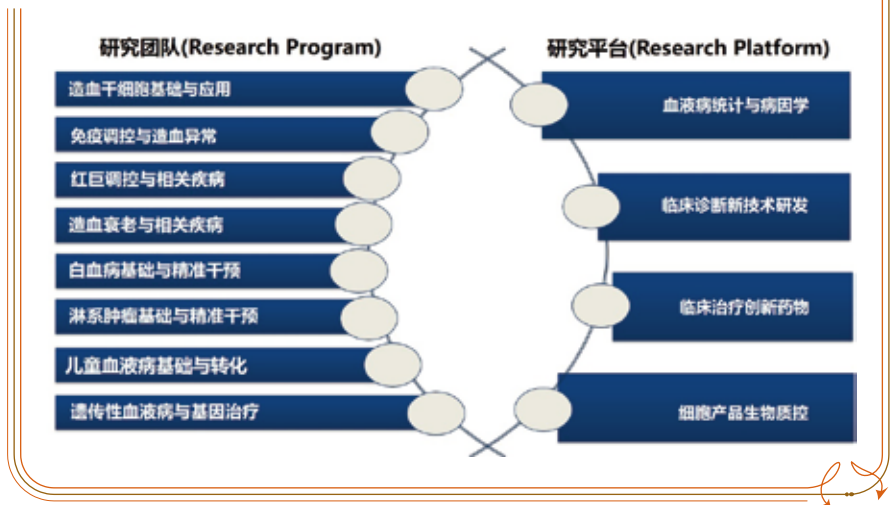 研究团队(Research Program)
造血干细胞基础与应用
免疫调控与造血异常
红巨调控与相关疾病
造血衰老与相关疾病
白血病基础与精准干预
淋系肿瘤基础与精准干预
儿童血液病基础与转化
遗传性血液病与基因治疗
研究平台(Research Platform)
血液病统计与病因学
临床诊断新技术研发
临床治疗创新药物
细胞产品生物质控